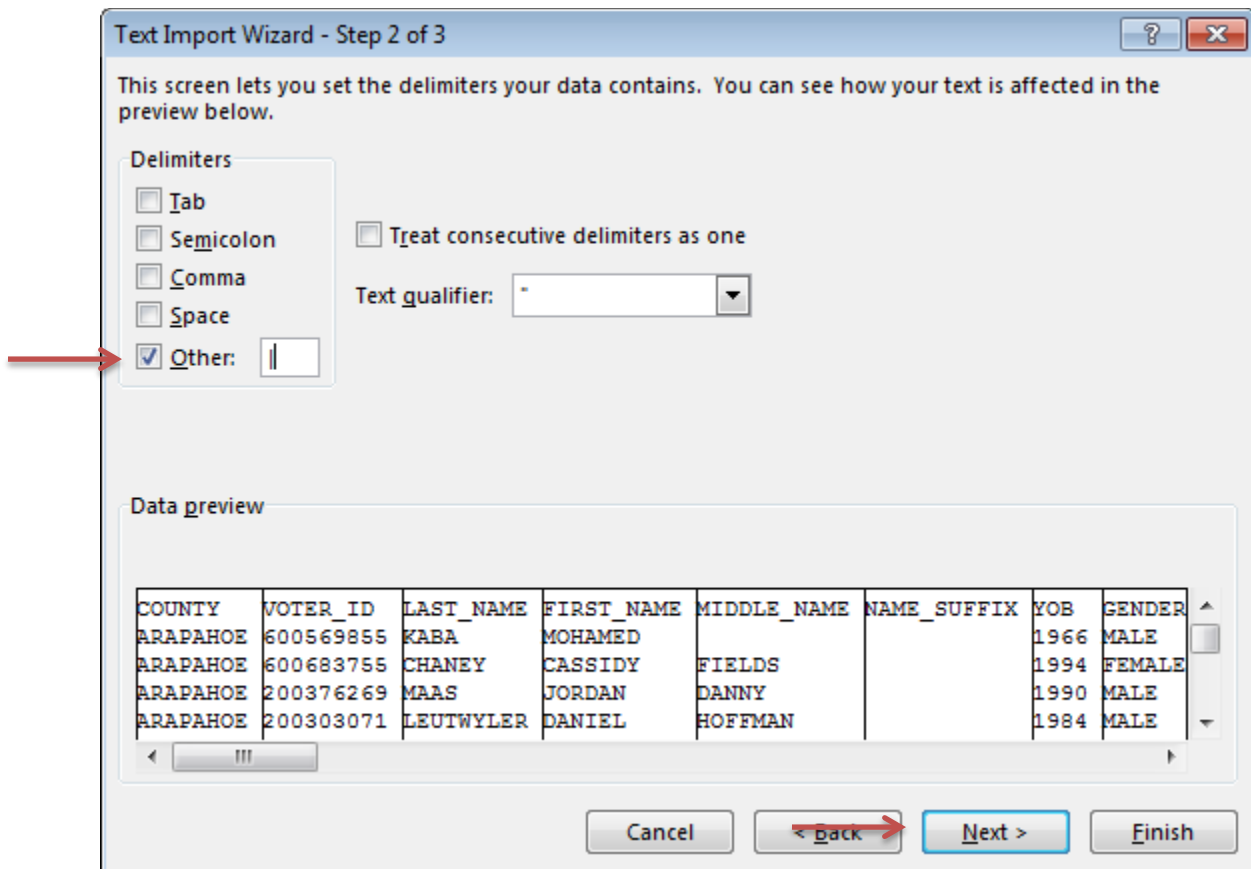 Text Import Wizard - Step 2 of 3
This screen lets you set the delimiters your data contains.  You can see how your text is affected in the
preview below.
Delimiters
Tab
Semicolon
Comma
Space
Other: |
Treat consecutive delimiters as one
Text qualifier: "
Data preview
COUNTY VOTER_ID LAST_NAME FIRST_NAME MIDDLE_NAME NAME_SUFFIX YOB GENDER
ARAPAHOE 600569855 KABA MOHAMED 1966 MALE
ARAPAHOE 600683755 CHANEY CASSIDY FIELDS 1994 FEMALE
ARAPAHOE 200376269 MAAS JORDAN DANNY 1990 MALE
ARAPAHOE 200303071 LEUTWYLER DANIEL HOFFMAN 1984 MALE
Cancel < Back Next > Finish